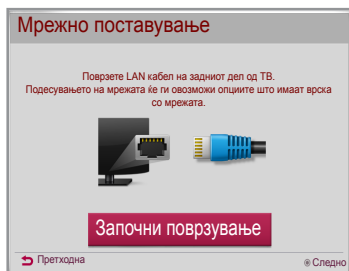 Мрежно поставување
Поврзете LAN кабел на задниот дел од ТВ.
Подесувањето на мрежата ќе ги овозможи опциите што имаат врска
со мрежата.
Започни поврзување
Претходна
Следно